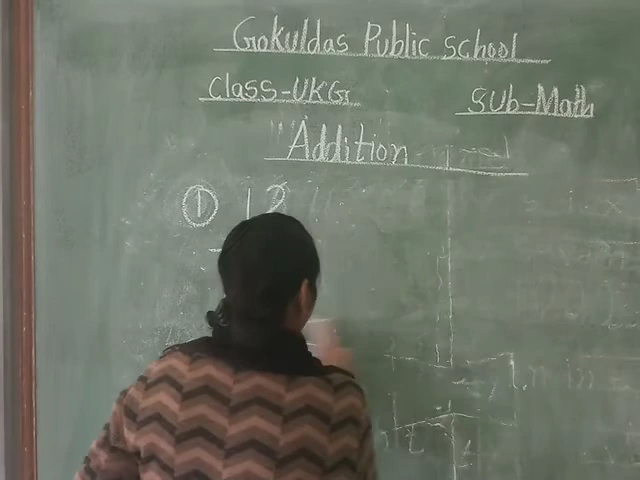 Gokuldas Public School
Class-UKG
Sub-Math
Addition
① 12